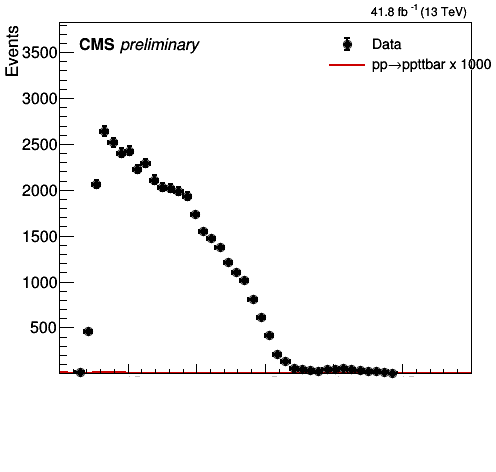 41.8 fb⁻¹ (13 TeV)
Events
CMS preliminary
Data
pp→ppttbar x 1000
3500
3000
2500
2000
1500
1000
500